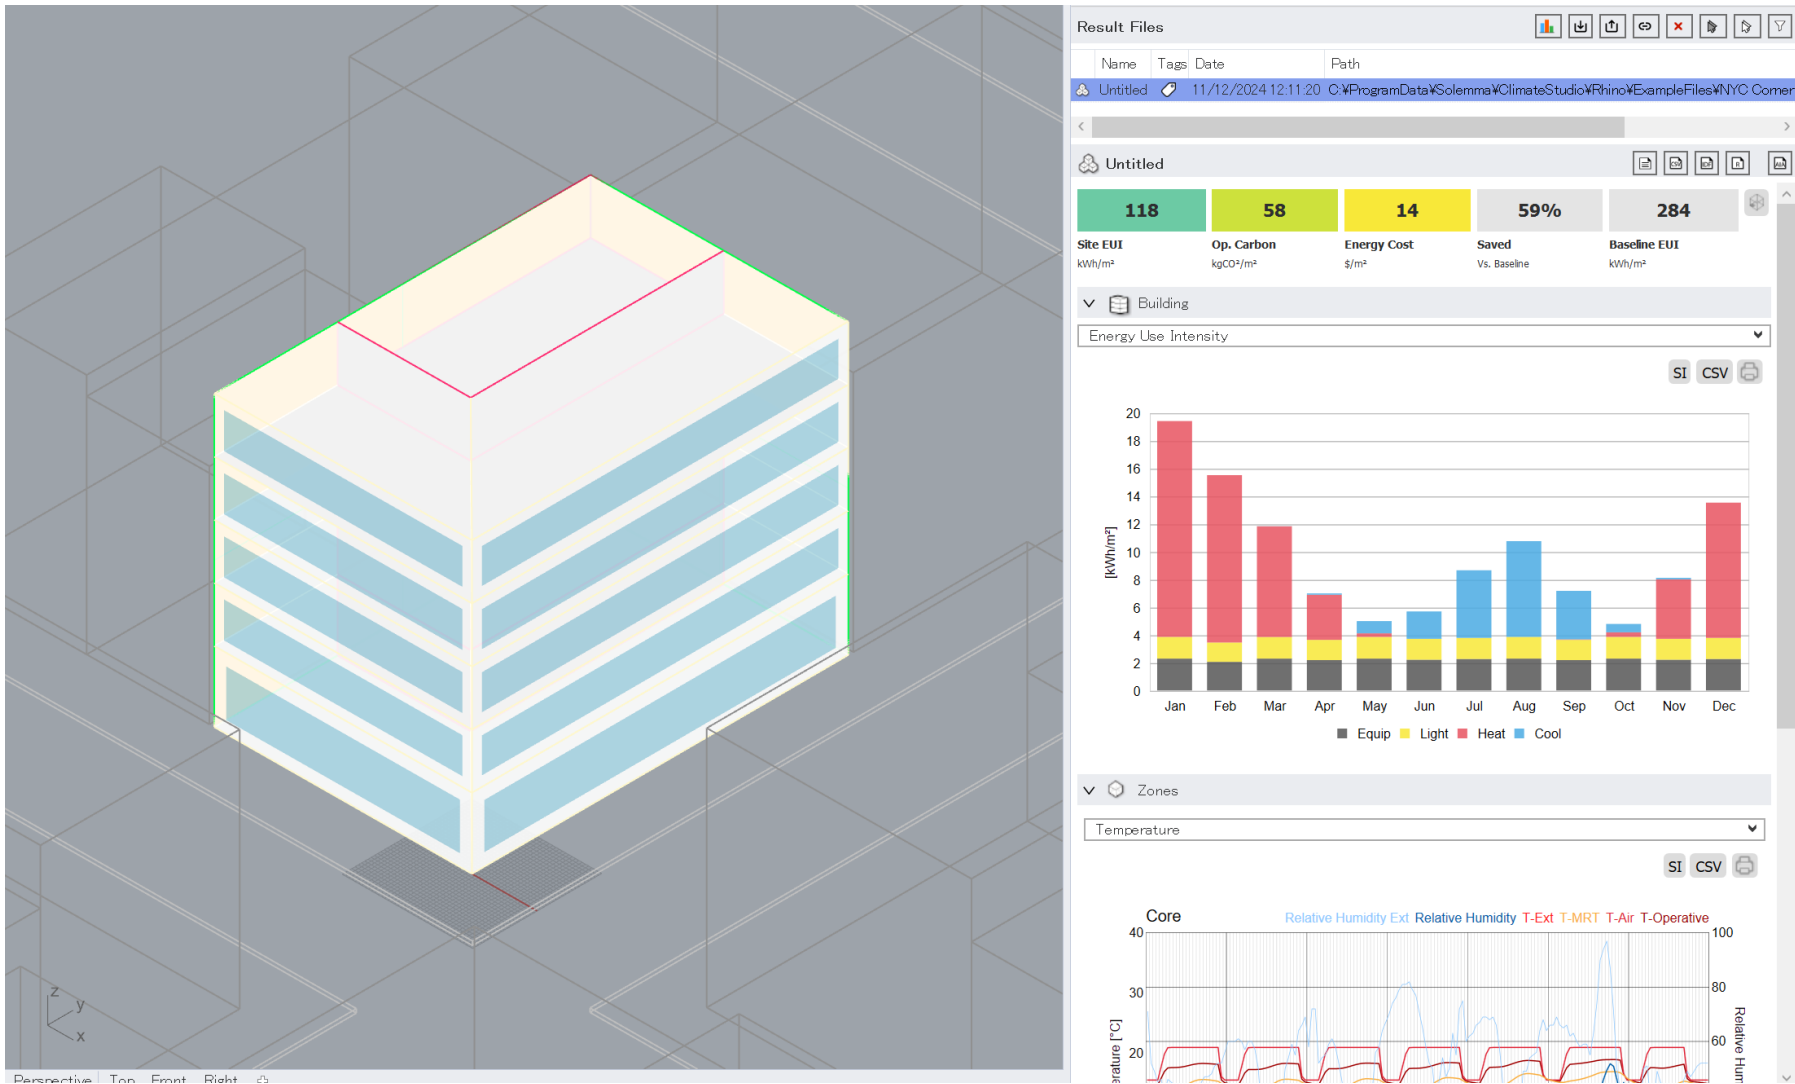 Result Files
Name Tags Date Path
Untitled 11/12/2024 12:11:20 C:¥ProgramData¥Solemma¥ClimateStudio¥Rhino¥ExampleFiles¥NYC Corner
Untitled
118 58 14 59% 284
Site EUI Op. Carbon Energy Cost Saved Baseline EUI
kWh/m² kgCO²/m² $/m² Vs. Baseline kWh/m²
Building
Energy Use Intensity
SI CSV
20
18
16
14
12
10
8
6
4
2
0
[kWh/m²]
Jan Feb Mar Apr May Jun Jul Aug Sep Oct Nov Dec
Equip Light Heat Cool
Zones
Temperature
SI CSV
Core Relative Humidity Ext Relative Humidity T-Ext T-MRT T-Air T-Operative
40 100
30 80
20 60
erature [°C]
Relative Hum
z
y
x
Perspective Top Front Right